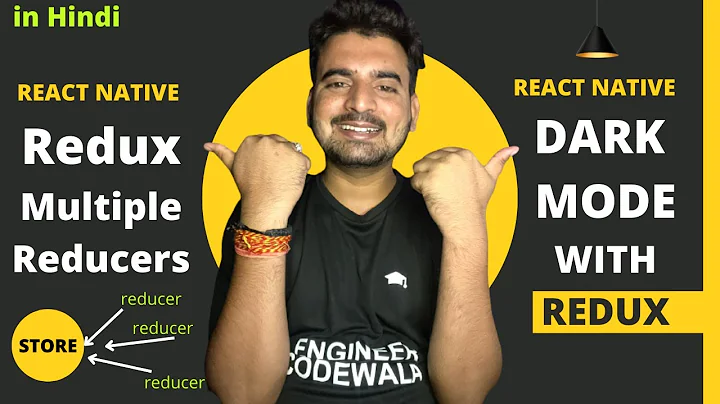 in Hindi
REACT NATIVE
Redux
Multiple
Reducers
reducer
reducer
reducer
STORE
REACT NATIVE
DARK
MODE
WITH
REDUX
ENGINEER
CODEWALA